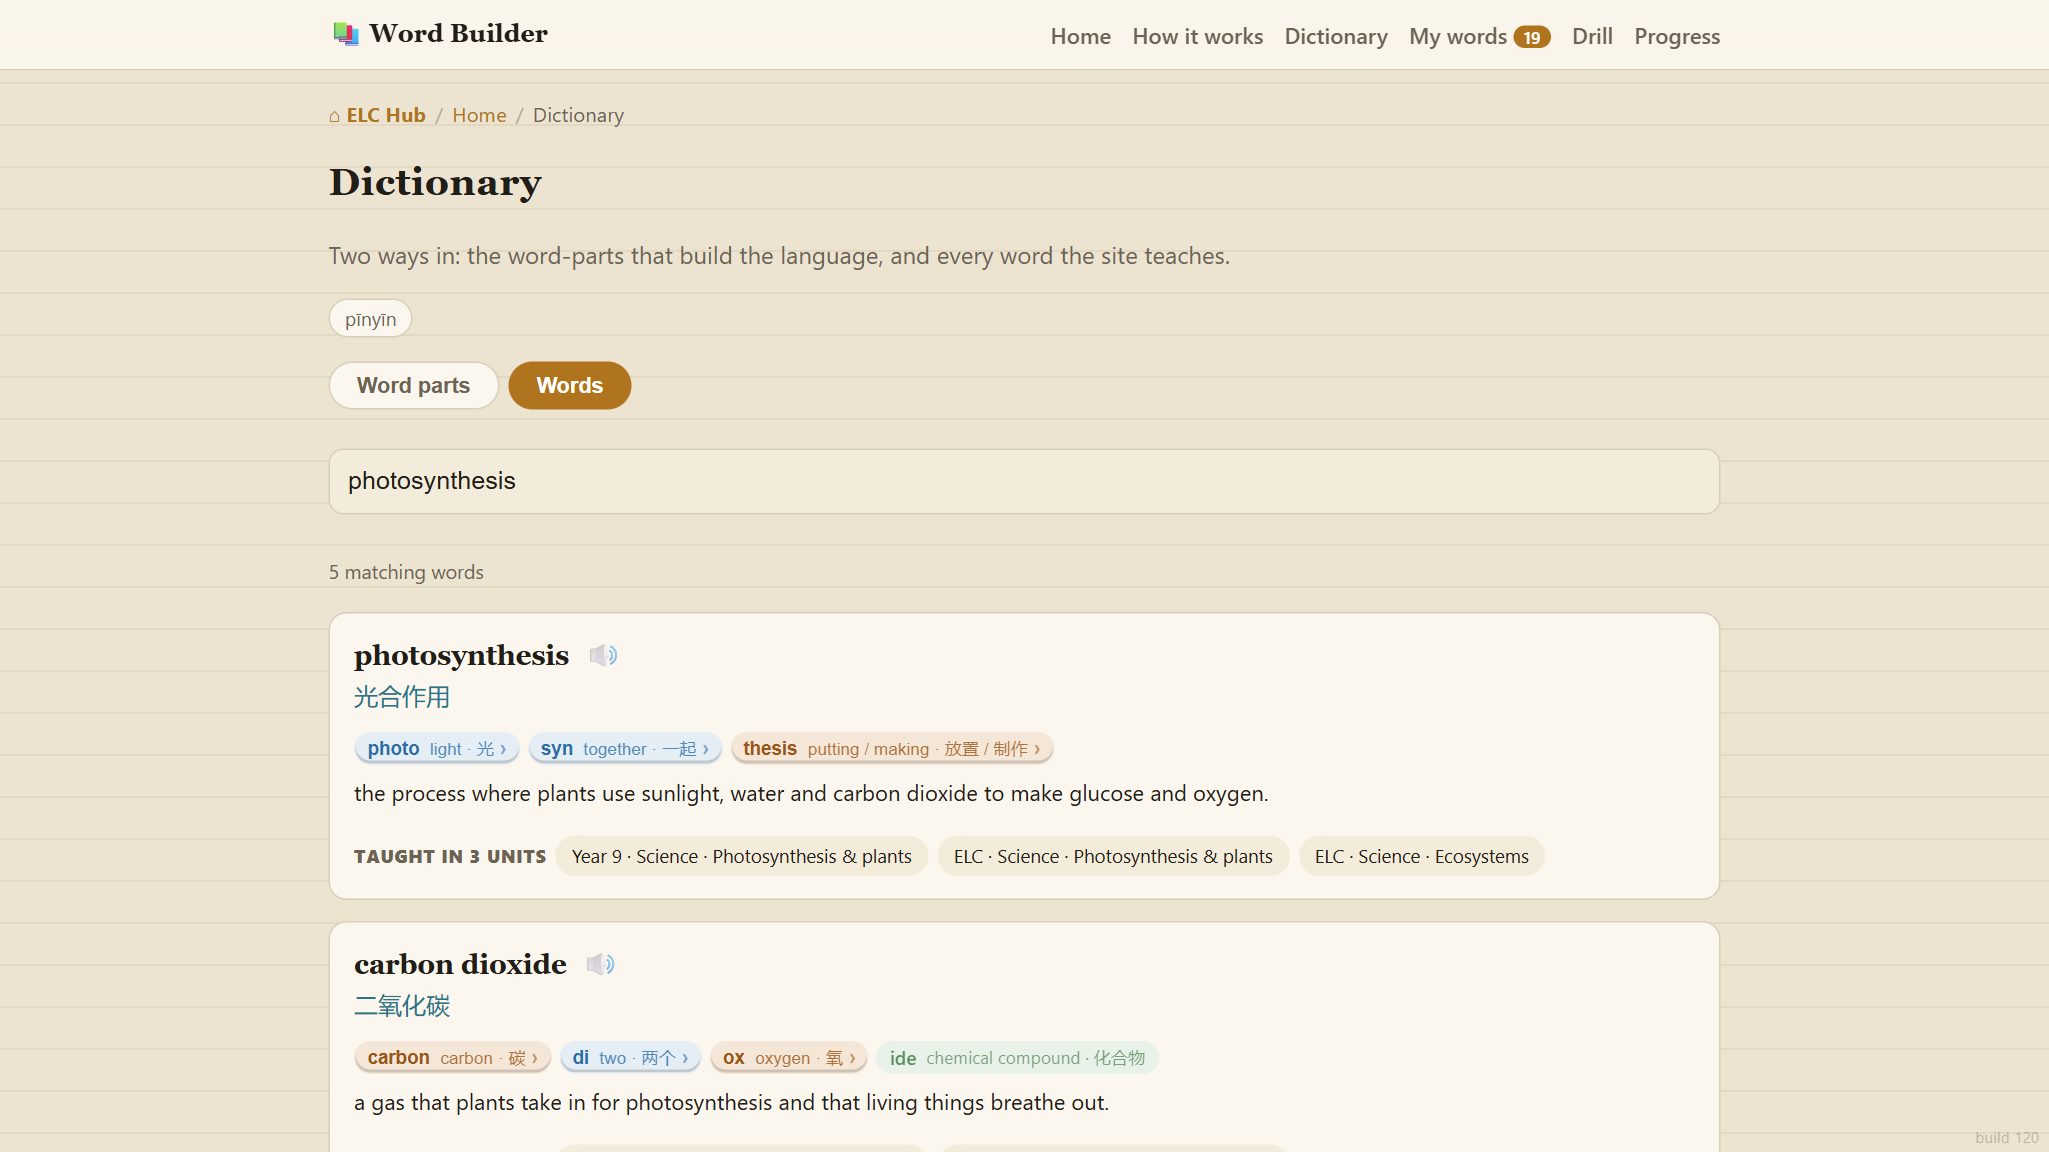 Word Builder
Home How it works Dictionary My words 19 Drill Progress
⌂ ELC Hub / Home / Dictionary
Dictionary
Two ways in: the word-parts that build the language, and every word the site teaches.
pīnyīn
Word parts Words
photosynthesis
5 matching words
photosynthesis
光合作用
photo light · 光 › syn together · 一起 › thesis putting / making · 放置 / 制作 ›
the process where plants use sunlight, water and carbon dioxide to make glucose and oxygen.
TAUGHT IN 3 UNITS Year 9 · Science · Photosynthesis & plants ELC · Science · Photosynthesis & plants ELC · Science · Ecosystems
carbon dioxide
二氧化碳
carbon carbon · 碳 › di two · 两个 › ox oxygen · 氧 › ide chemical compound · 化合物
a gas that plants take in for photosynthesis and that living things breathe out.
build 120